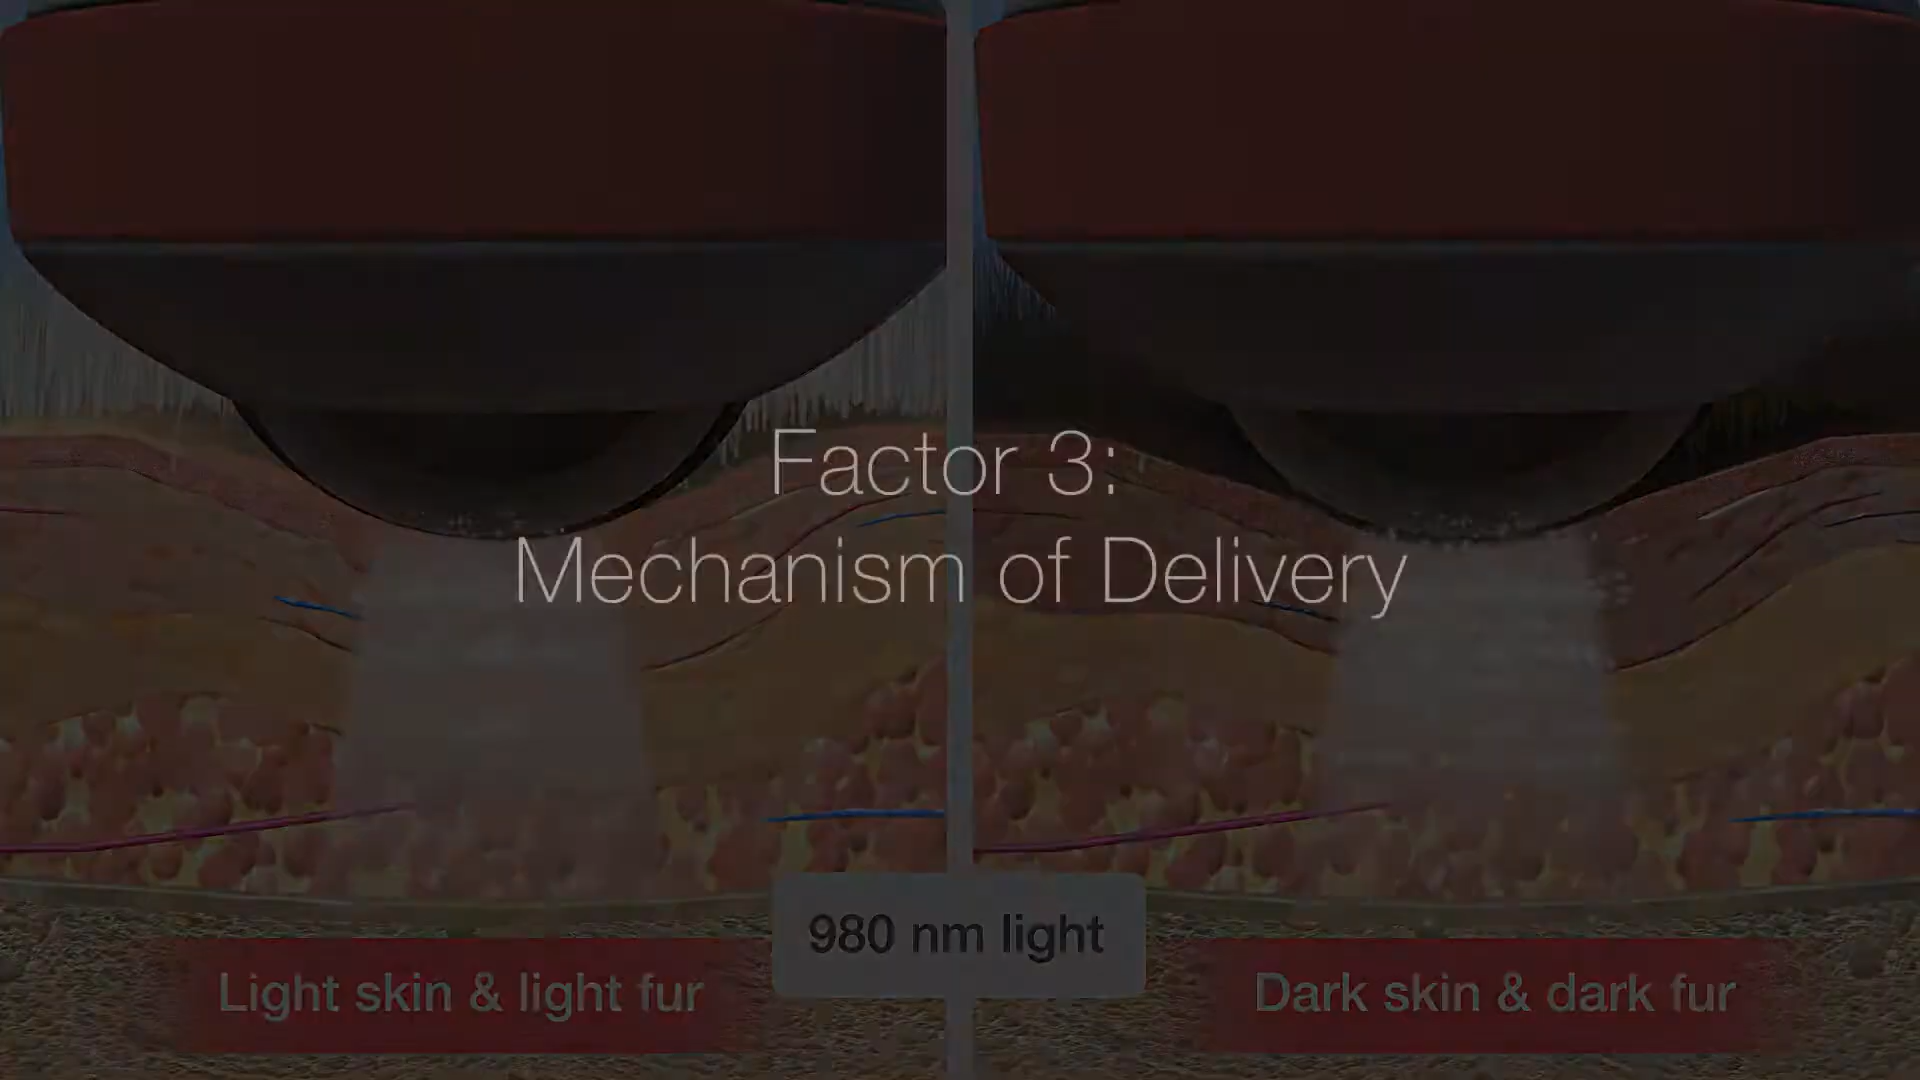 Factor 3:
Mechanism of Delivery
980 nm light
Light skin & light fur
Dark skin & dark fur